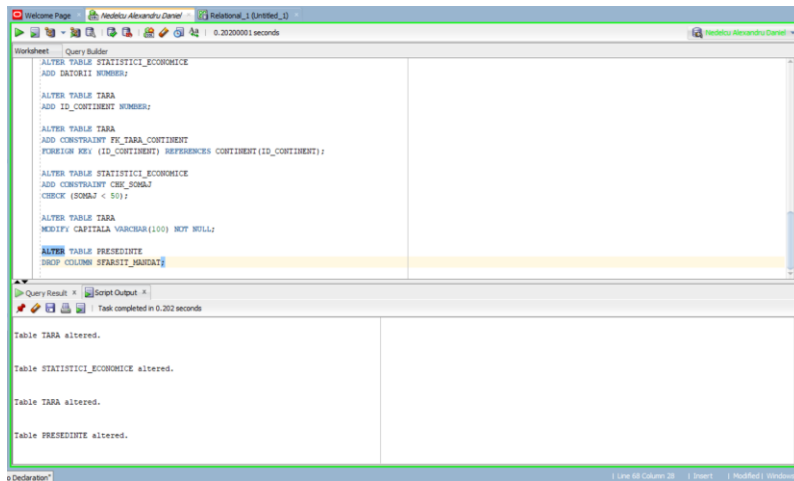 Welcome Page Nedelcu Alexandru Daniel Relational_1 (Untitled_1)
0.20200001 seconds Nedelcu Alexandru Daniel
Worksheet Query Builder
ALTER TABLE STATISTICI_ECONOMICE
ADD DATORII NUMBER;
ALTER TABLE TARA
ADD ID_CONTINENT NUMBER;
ALTER TABLE TARA
ADD CONSTRAINT FK_TARA_CONTINENT
FOREIGN KEY (ID_CONTINENT) REFERENCES CONTINENT(ID_CONTINENT);
ALTER TABLE STATISTICI_ECONOMICE
ADD CONSTRAINT CHK_SOMAJ
CHECK (SOMAJ < 50);
ALTER TABLE TARA
MODIFY CAPITALA VARCHAR(100) NOT NULL;
ALTER TABLE PRESEDINTE
DROP COLUMN SFARSIT_MANDAT;
Query Result x Script Output x
Task completed in 0.202 seconds
Table TARA altered.
Table STATISTICI_ECONOMICE altered.
Table TARA altered.
Table PRESEDINTE altered.
o Declaration" | Line 68 Column 28 | Insert | Modified | Windows